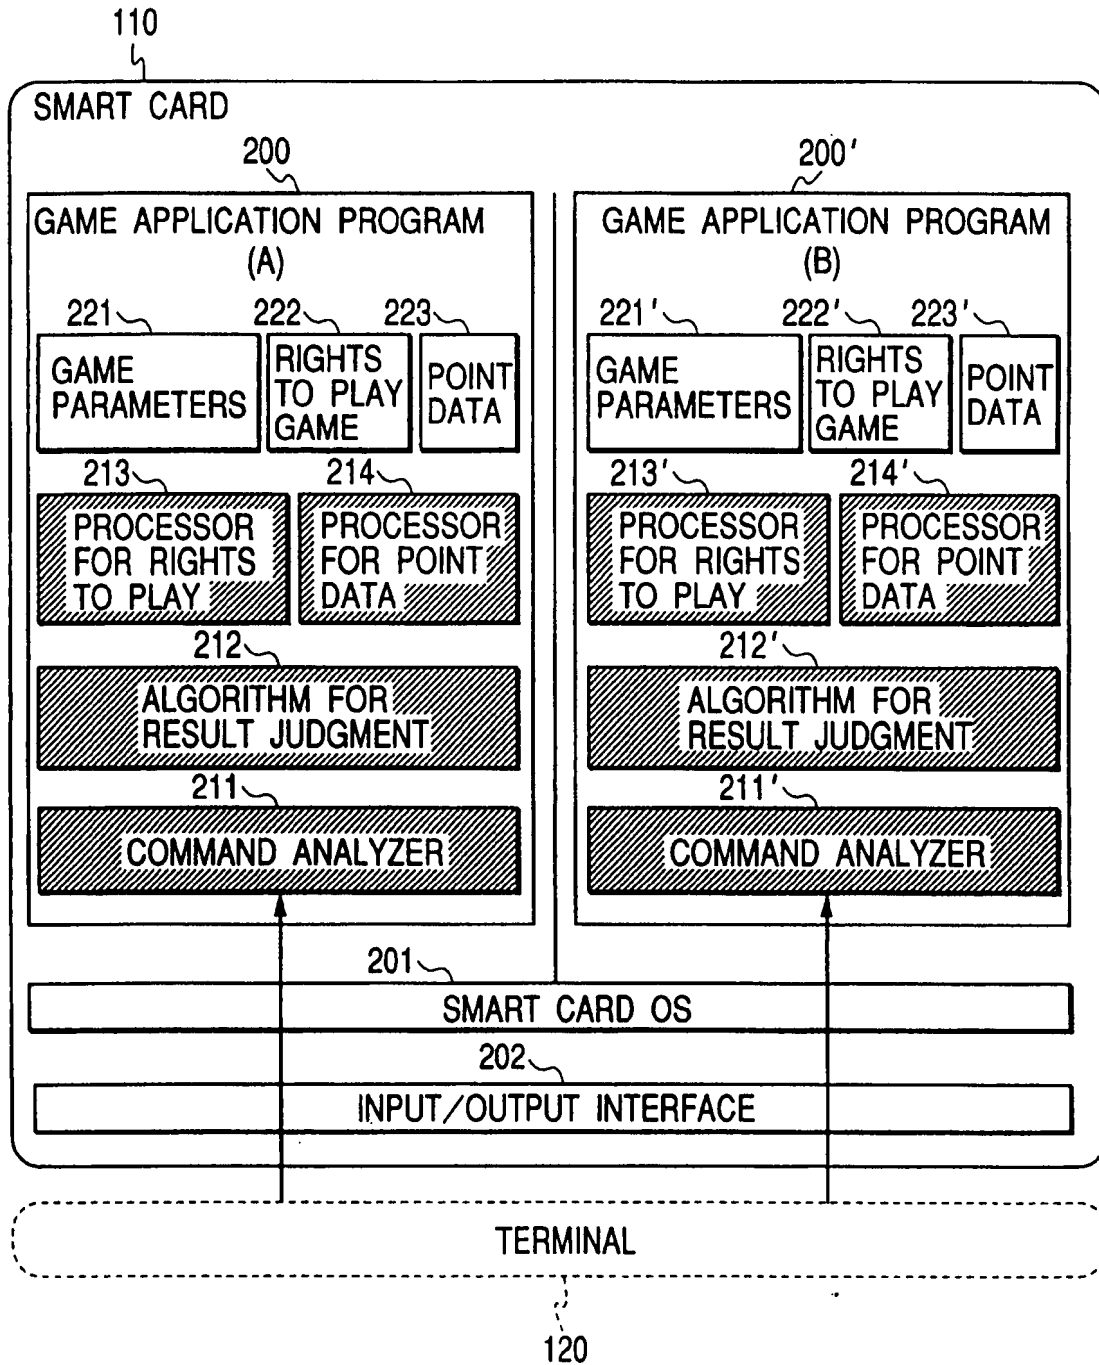 110
SMART CARD
200
GAME APPLICATION PROGRAM
(A)
221
222
223
GAME
PARAMETERS
RIGHTS
TO PLAY
GAME
POINT
DATA
213
214
PROCESSOR
FOR RIGHTS
TO PLAY
PROCESSOR
FOR POINT
DATA
212
ALGORITHM FOR
RESULT JUDGMENT
211
COMMAND ANALYZER
200'
GAME APPLICATION PROGRAM
(B)
221'
222'
223'
GAME
PARAMETERS
RIGHTS
TO PLAY
GAME
POINT
DATA
213'
214'
PROCESSOR
FOR RIGHTS
TO PLAY
PROCESSOR
FOR POINT
DATA
212'
ALGORITHM FOR
RESULT JUDGMENT
211'
COMMAND ANALYZER
201
SMART CARD OS
202
INPUT/OUTPUT INTERFACE
TERMINAL
120